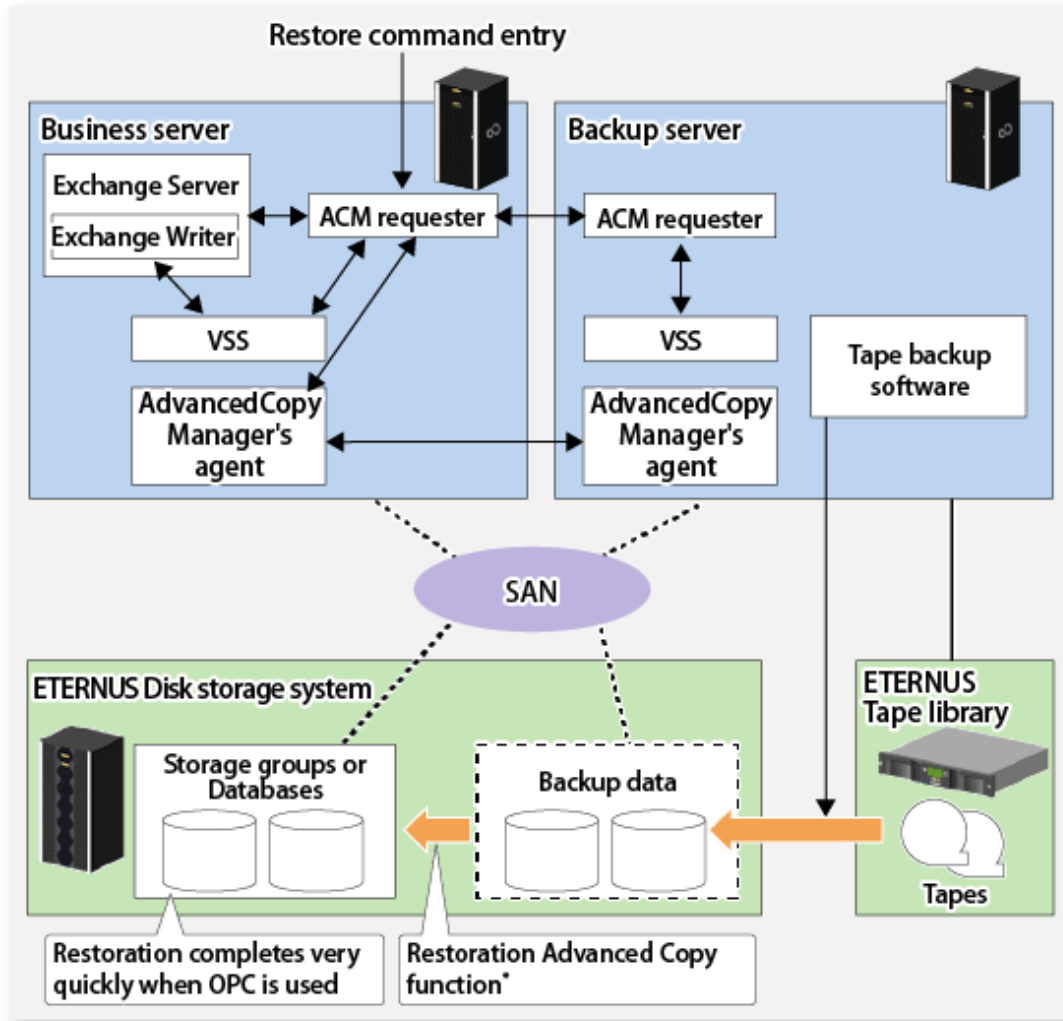 Restore command entry
Business server
Backup server
Exchange Server
Exchange Writer
ACM requester
ACM requester
VSS
VSS
Tape backup
software
AdvancedCopy
Manager's
agent
AdvancedCopy
Manager's
agent
SAN
ETERNUS Disk storage system
ETERNUS
Tape library
Storage groups or
Databases
Backup data
Tapes
Restoration completes very
quickly when OPC is used
Restoration Advanced Copy
function*